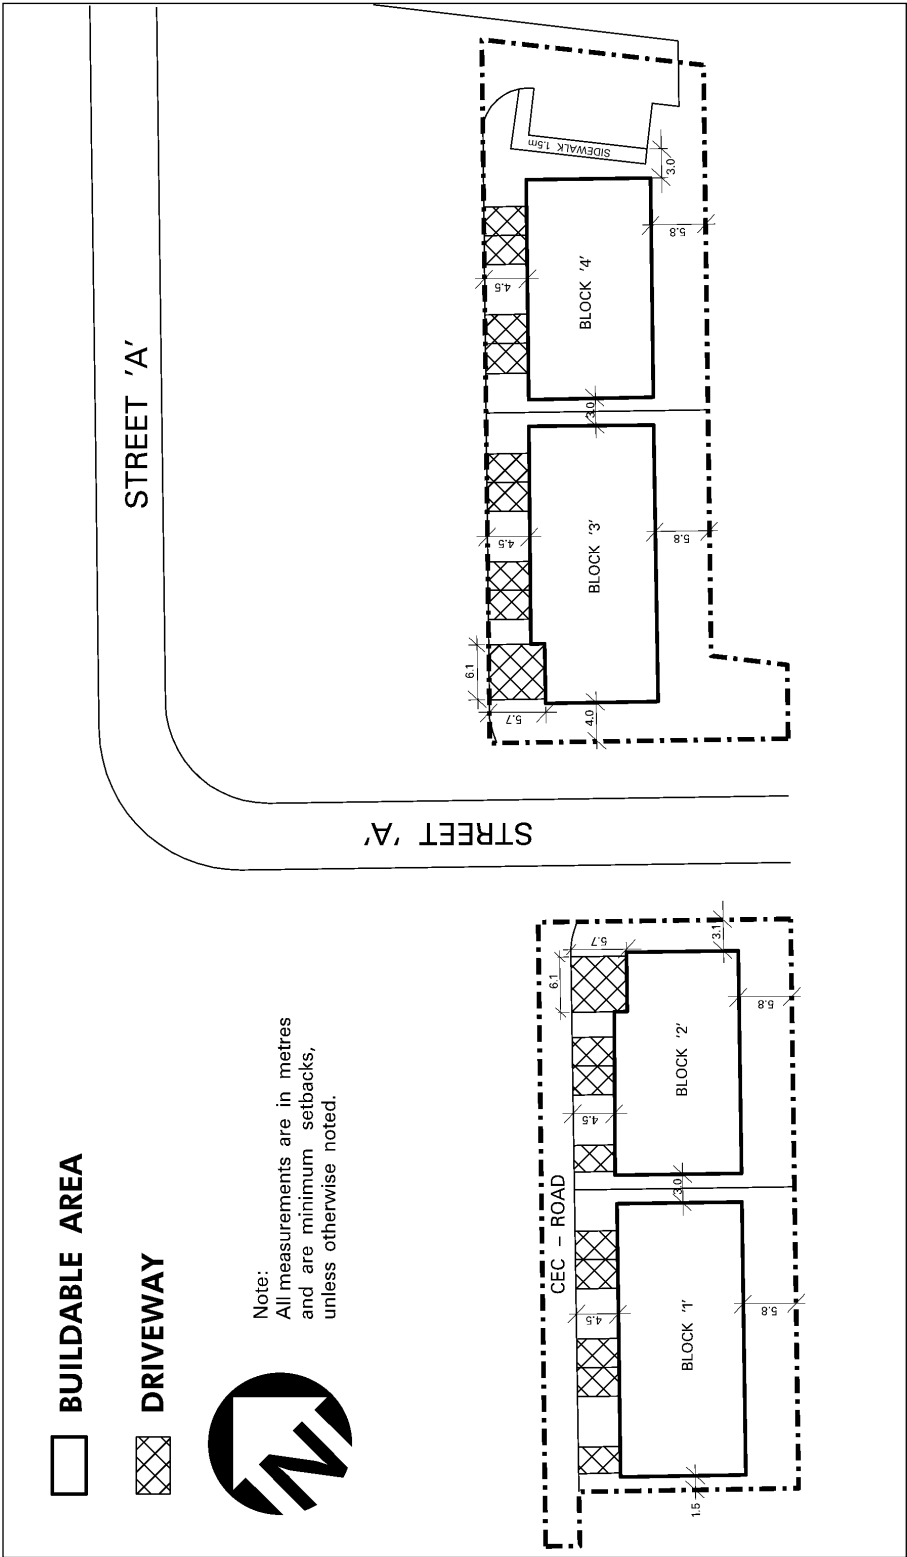 BUILDABLE AREA
DRIVEWAY
Note:
All measurements are in metres
and are minimum setbacks,
unless otherwise noted.
N
STREET 'A'
STREET 'A'
CEC - ROAD
BLOCK '1'
4.5
5.8
1.5
3.0
BLOCK '2'
4.5
6.1
5.7
3.1
5.8
BLOCK '3'
6.1
5.7
4.0
4.5
5.8
3.0
BLOCK '4'
4.5
5.8
3.0
SIDEWALK 1.5m